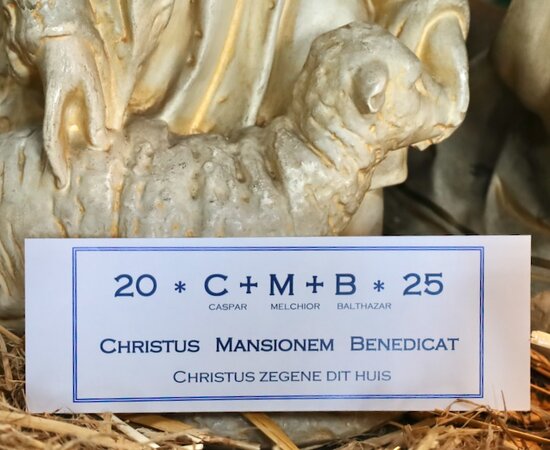 20 * C + M + B * 25
CASPAR MELCHIOR BALTHAZAR
CHRISTUS MANSIONEM BENEDICAT
CHRISTUS ZEGENE DIT HUIS